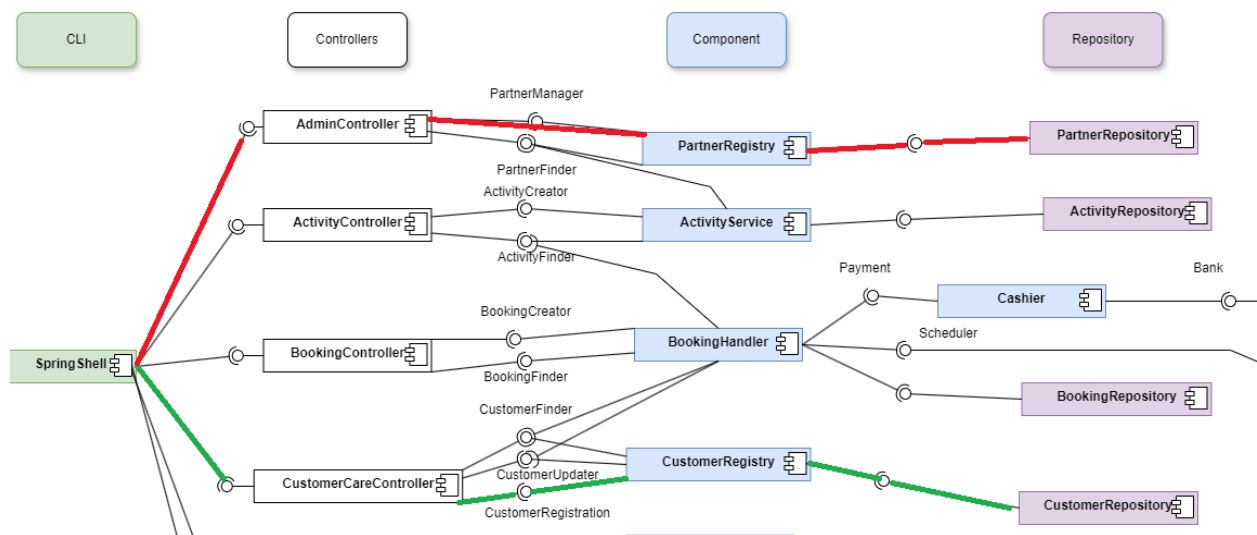 CLI
Controllers
Component
Repository
PartnerManager
AdminController
PartnerRegistry
PartnerRepository
PartnerFinder
ActivityCreator
ActivityController
ActivityService
ActivityRepository
ActivityFinder
Payment
Bank
Cashier
BookingCreator
Scheduler
SpringShell
BookingController
BookingHandler
BookingFinder
BookingRepository
CustomerFinder
CustomerCareController
CustomerRegistry
CustomerUpdater
CustomerRegistration
CustomerRepository